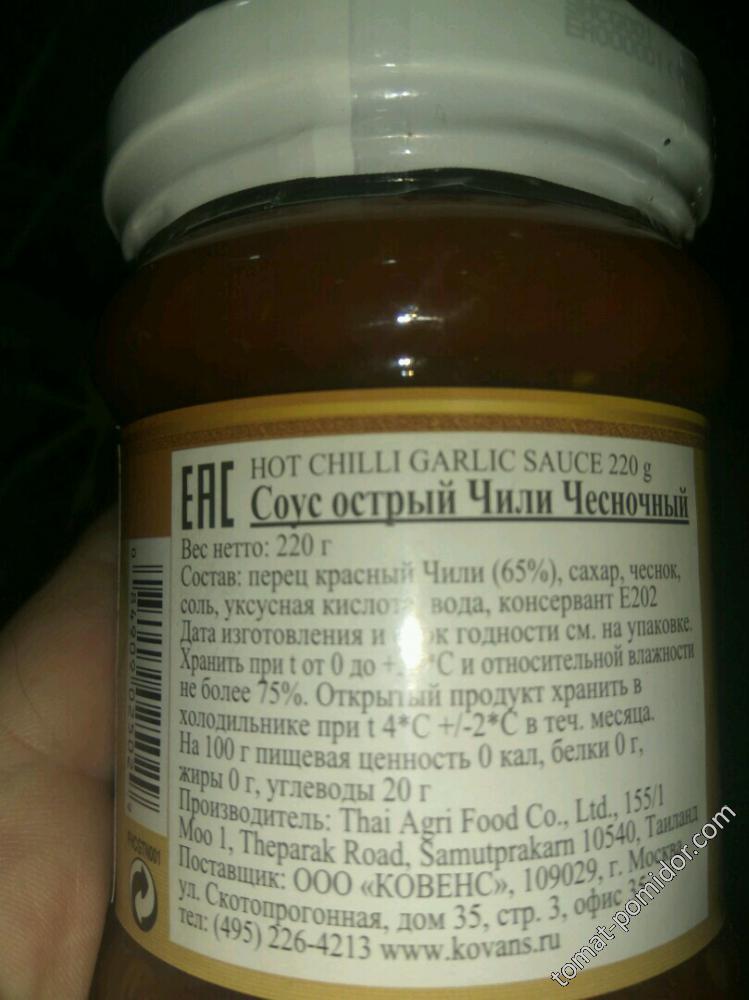 EAC
HOT CHILLI GARLIC SAUCE 220 g
Соус острый Чили Чесночный
Вес нетто: 220 г
Состав: перец красный Чили (65%), сахар, чеснок,
соль, уксусная кислота вода, консервант Е202
Дата изготовления и годности см. на упаковке.
Хранить при t от 0 до и относительной влажности
не более 75%. Открытый продукт хранить в
холодильнике при t 4*С +/-2*С в теч. месяца.
На 100 г пищевая ценность 0 кал, белки 0 г,
жиры 0 г, углеводы 20 г
Производитель: Thai Agri Food Co., Ltd., 155/1
Moo 1, Theparak Road, Samutprakarn 10540, Таиланд
Поставщик: ООО «КОВЕНС», 109029, г. Москва
ул. Скотопрогонная, дом 35, стр. 3, офис
тел: (495) 226-4213 www.kovans.ru
tomat-pomidor.com